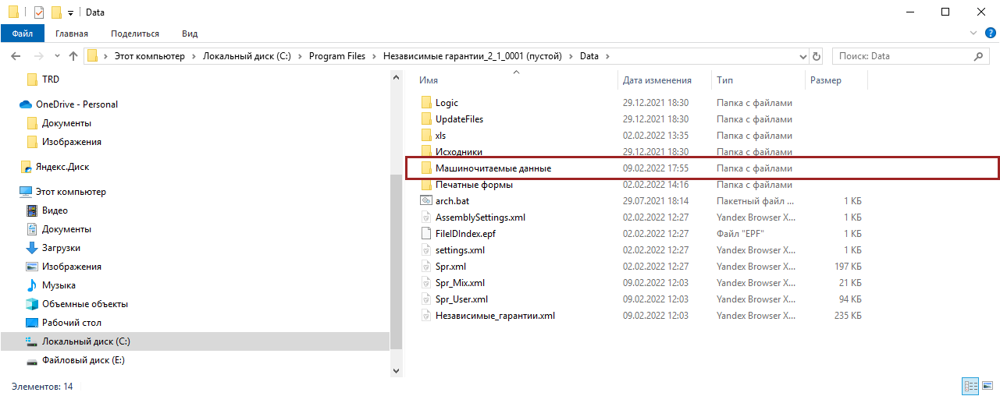 Data
Файл Главная Поделиться Вид
Этот компьютер Локальный диск (C:) Program Files Независимые гарантии_2_1_0001 (пустой) Data Поиск: Data
TRD
OneDrive - Personal
Документы
Изображения
Яндекс.Диск
Этот компьютер
Видео
Документы
Загрузки
Изображения
Музыка
Объемные объекты
Рабочий стол
Локальный диск (C:)
Файловый диск (E:)
Имя Дата изменения Тип Размер
Logic 29.12.2021 18:30 Папка с файлами
UpdateFiles 29.12.2021 18:30 Папка с файлами
xls 02.02.2022 13:35 Папка с файлами
Исходники 29.12.2021 18:30 Папка с файлами
Машиночитаемые данные 09.02.2022 17:55 Папка с файлами
Печатные формы 02.02.2022 14:16 Папка с файлами
arch.bat 29.07.2021 18:14 Пакетный файл ... 1 КБ
AssemblySettings.xml 02.02.2022 12:27 Yandex Browser X... 1 КБ
FileIDIndex.epf 02.02.2022 12:27 Файл "EPF" 1 КБ
settings.xml 02.02.2022 12:27 Yandex Browser X... 1 КБ
Spr.xml 02.02.2022 12:27 Yandex Browser X... 197 КБ
Spr_Mix.xml 09.02.2022 12:03 Yandex Browser X... 21 КБ
Spr_User.xml 09.02.2022 12:03 Yandex Browser X... 94 КБ
Независимые_гарантии.xml 09.02.2022 12:03 Yandex Browser X... 235 КБ
Элементов: 14